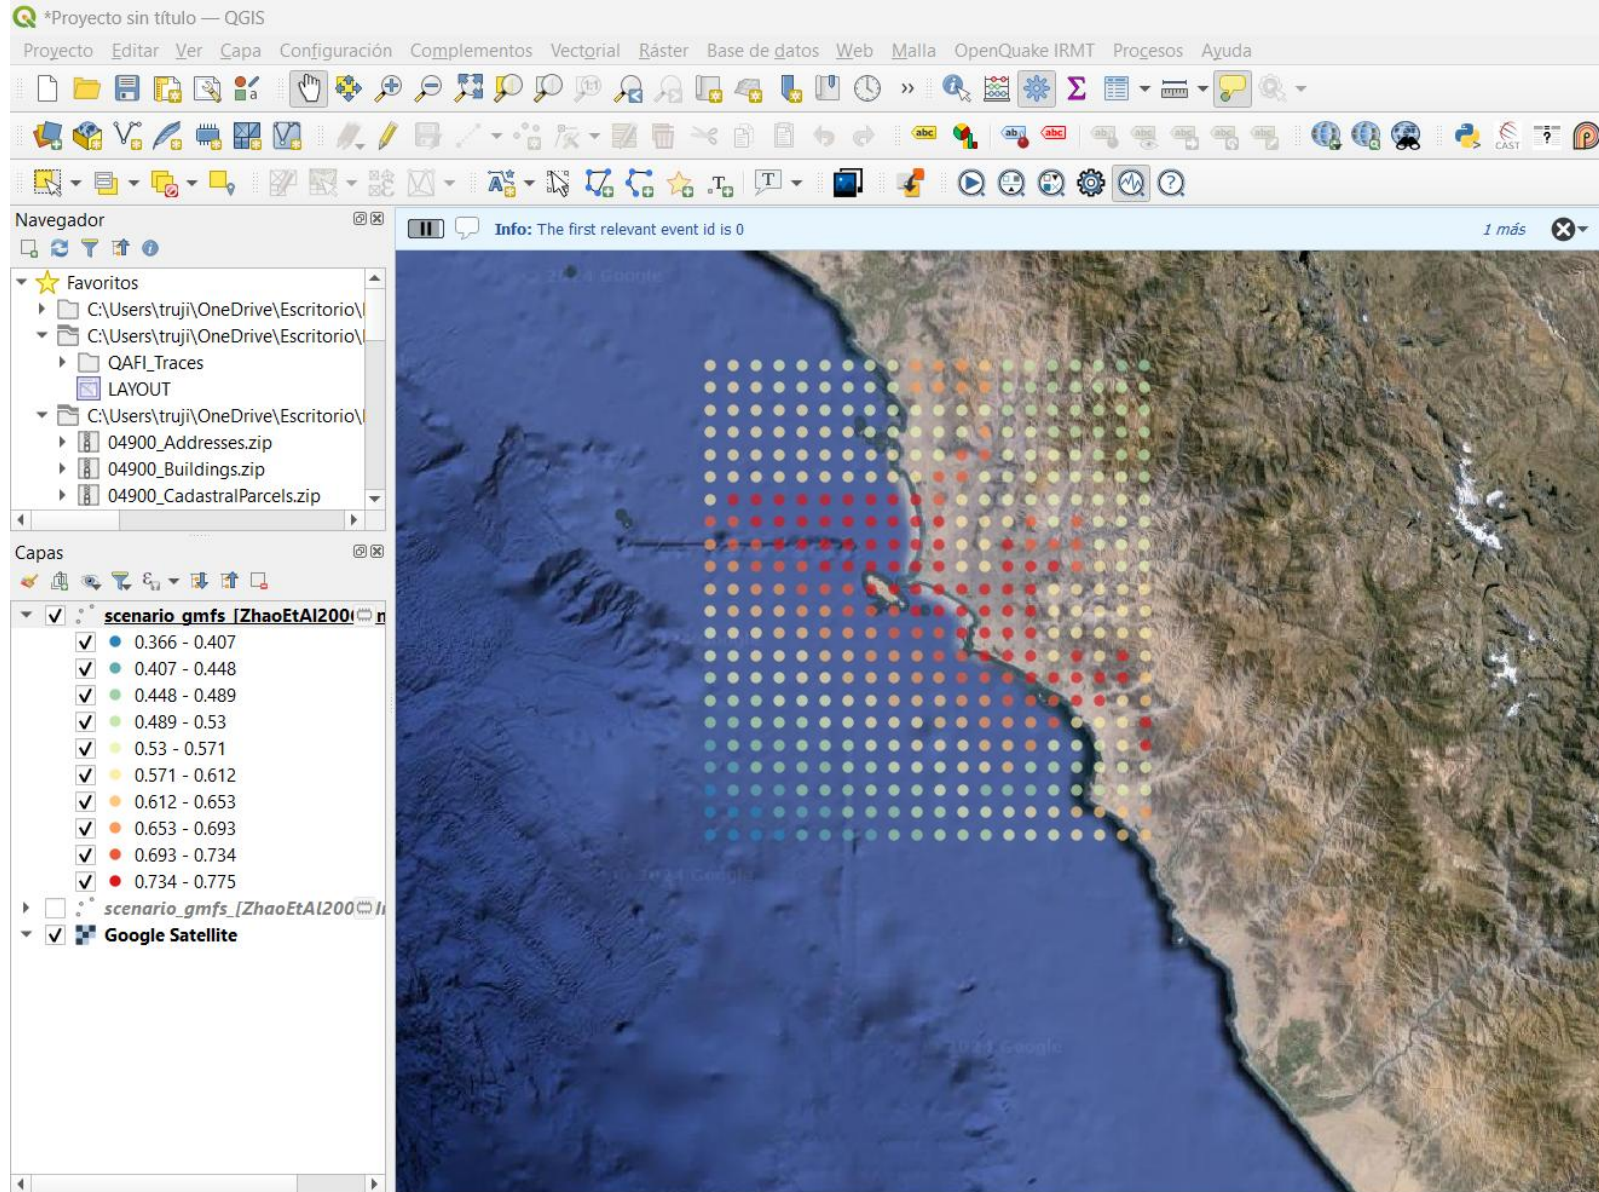 *Proyecto sin título — QGIS
Proyecto Editar Ver Capa Configuración Complementos Vectorial Ráster Base de datos Web Malla OpenQuake IRMT Procesos Ayuda
Navegador
Info: The first relevant event id is 0
1 más
Favoritos
C:\Users\truji\OneDrive\Escritorio\
C:\Users\truji\OneDrive\Escritorio\
QAFI_Traces
LAYOUT
C:\Users\truji\OneDrive\Escritorio\
04900_Addresses.zip
04900_Buildings.zip
04900_CadastralParcels.zip
Capas
scenario_gmfs_[ZhaoEtAl200
0.366 - 0.407
0.407 - 0.448
0.448 - 0.489
0.489 - 0.53
0.53 - 0.571
0.571 - 0.612
0.612 - 0.653
0.653 - 0.693
0.693 - 0.734
0.734 - 0.775
scenario_gmfs_[ZhaoEtAl200
Google Satellite